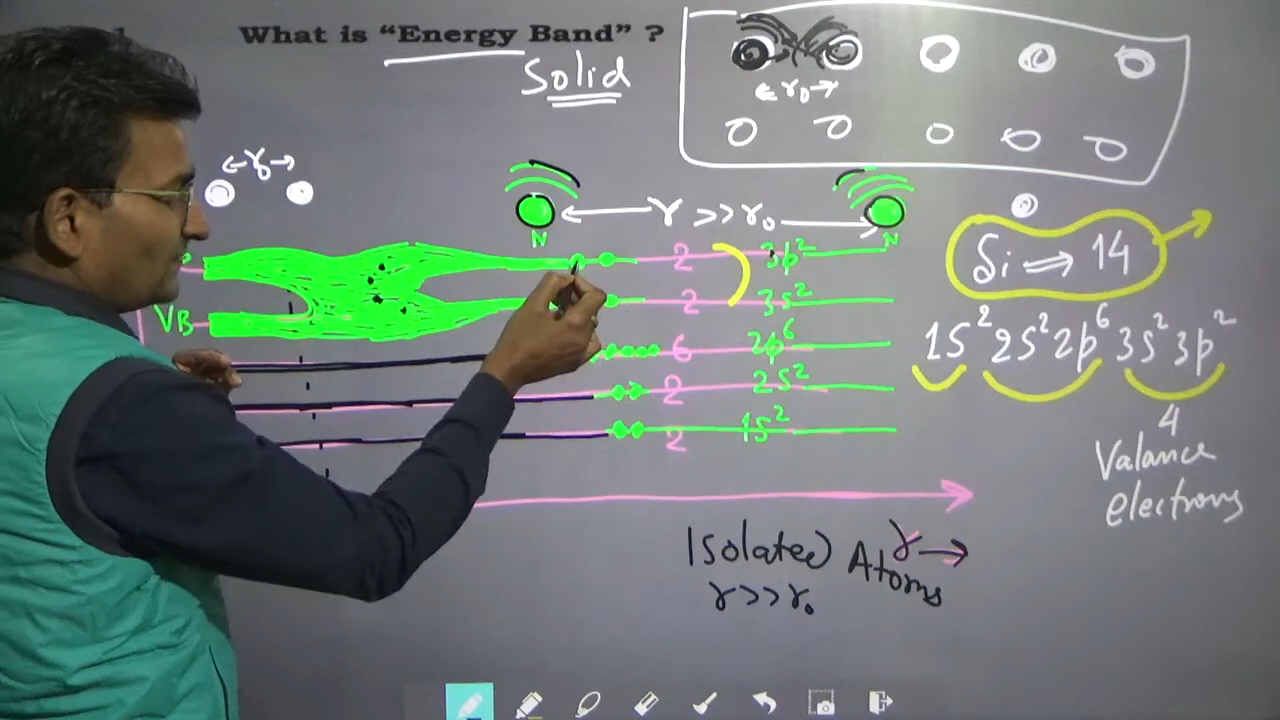 What is “Energy Band” ?
Solid
←r₀→
←r→
← r >> r₀ →
N
N
2 3p²
VB 2 3s²
6 2p⁶
2 2s²
2 1s²
Si ⇒ 14
1S² 2S² 2p⁶ 3s² 3p²
4
Valance
electrons
Isolated Atoms
r →
r>>r₀